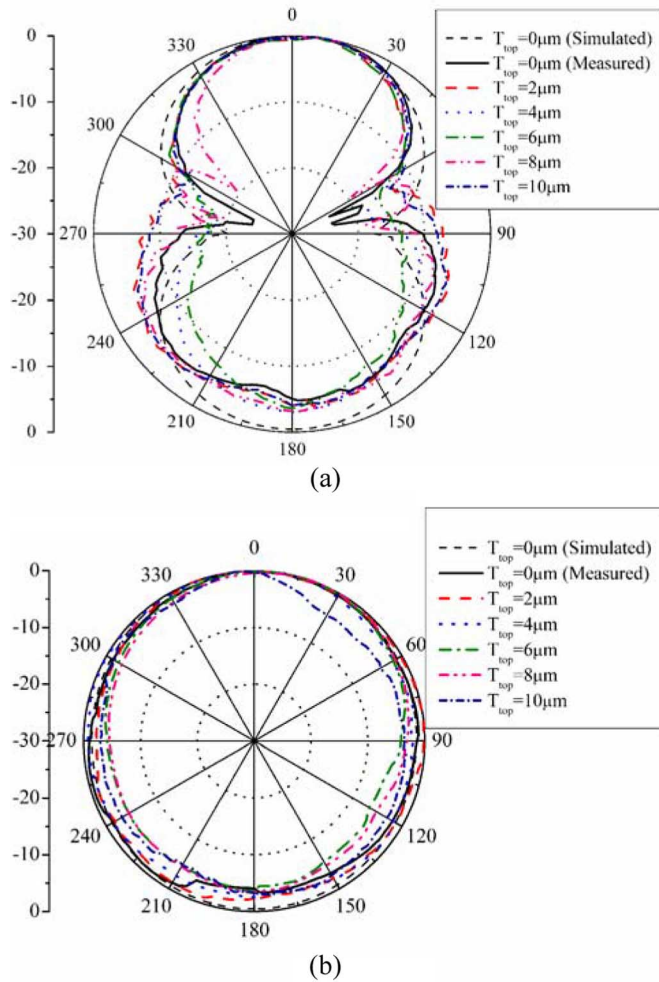 0
0
330
30
-10
300
-20
-30
270
90
-20
240
120
-10
210
150
0
180
T_top=0μm (Simulated)
T_top=0μm (Measured)
T_top=2μm
T_top=4μm
T_top=6μm
T_top=8μm
T_top=10μm
(a)
0
0
330
30
-10
300
60
-20
-30
270
90
-20
240
120
-10
210
150
0
180
T_top=0μm (Simulated)
T_top=0μm (Measured)
T_top=2μm
T_top=4μm
T_top=6μm
T_top=8μm
T_top=10μm
(b)